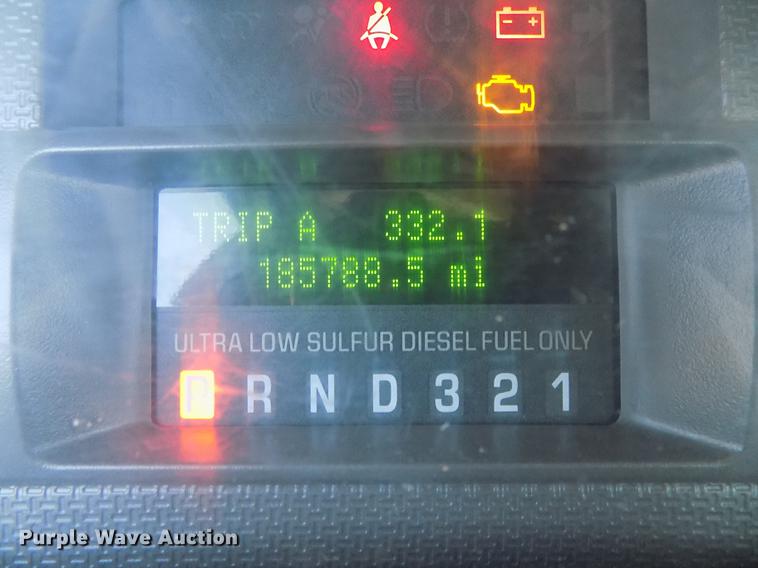 TRIP A 332.1
185788.5 mi
ULTRA LOW SULFUR DIESEL FUEL ONLY
P R N D 3 2 1
Purple Wave Auction